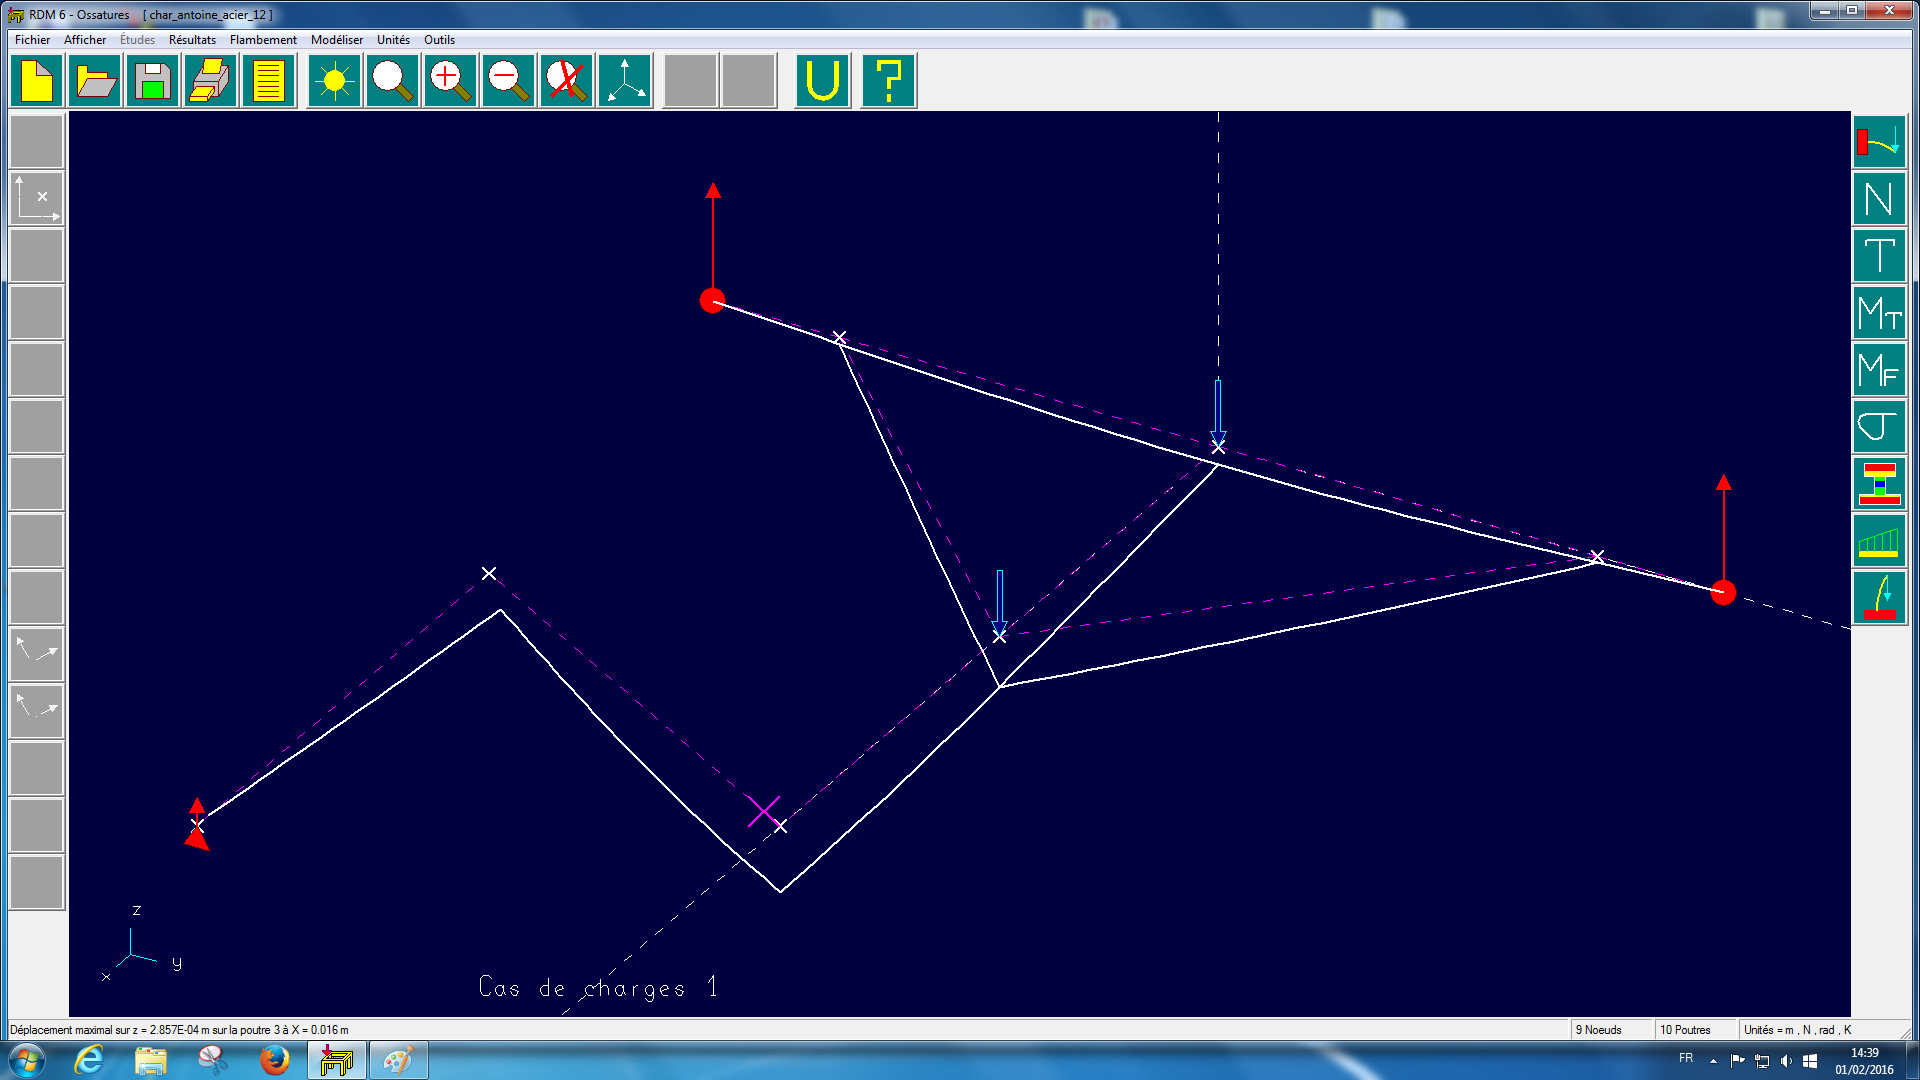 RDM 6 - Ossatures [ char_antoine_acier_12 ]
Fichier Afficher Études Résultats Flambement Modéliser Unités Outils
N
T
MT
MF
σ
z
y
x
Cas de charges 1
Déplacement maximal sur z = 2.857E-04 m sur la poutre 3 à X = 0.016 m
9 Noeuds
10 Poutres
Unités = m , N , rad , K
FR
14:39
01/02/2016